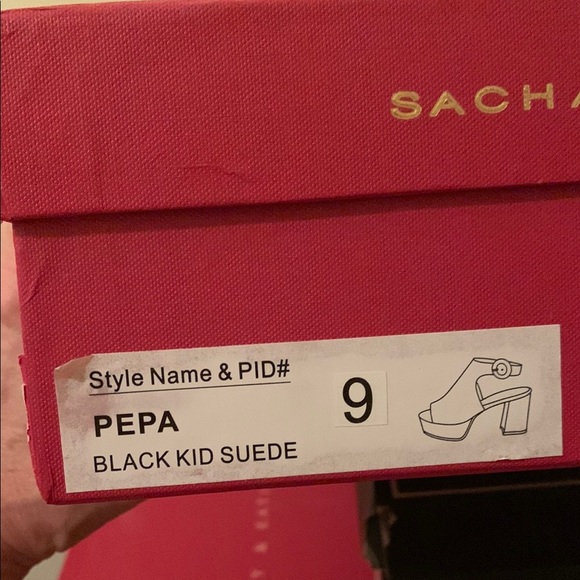 SACHA
Style Name & PID#
PEPA
9
BLACK KID SUEDE